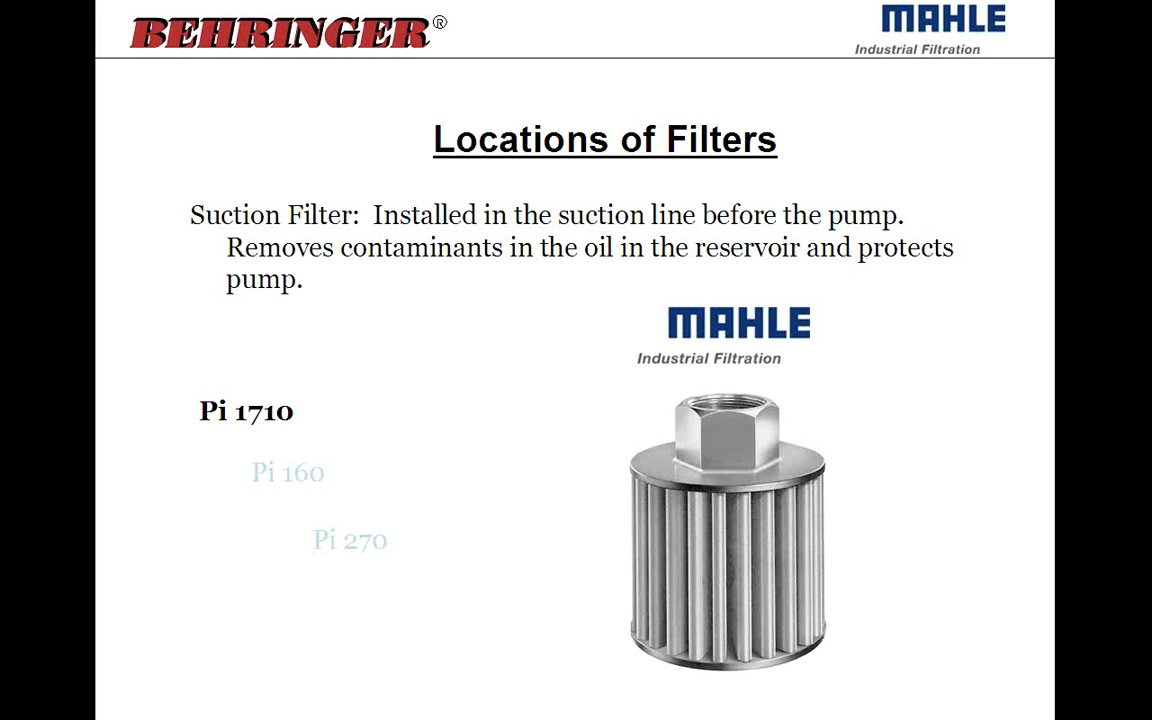 BEHRINGER®
MAHLE
Industrial Filtration
Locations of Filters
Suction Filter: Installed in the suction line before the pump.
Removes contaminants in the oil in the reservoir and protects
pump.
MAHLE
Industrial Filtration
Pi 1710
Pi 160
Pi 270